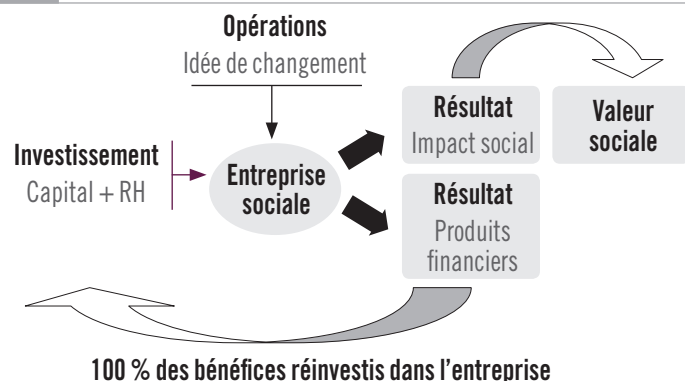 Opérations
Idée de changement
Investissement
Capital + RH
Entreprise
sociale
Résultat
Impact social
Valeur
sociale
Résultat
Produits
financiers
100 % des bénéfices réinvestis dans l’entreprise